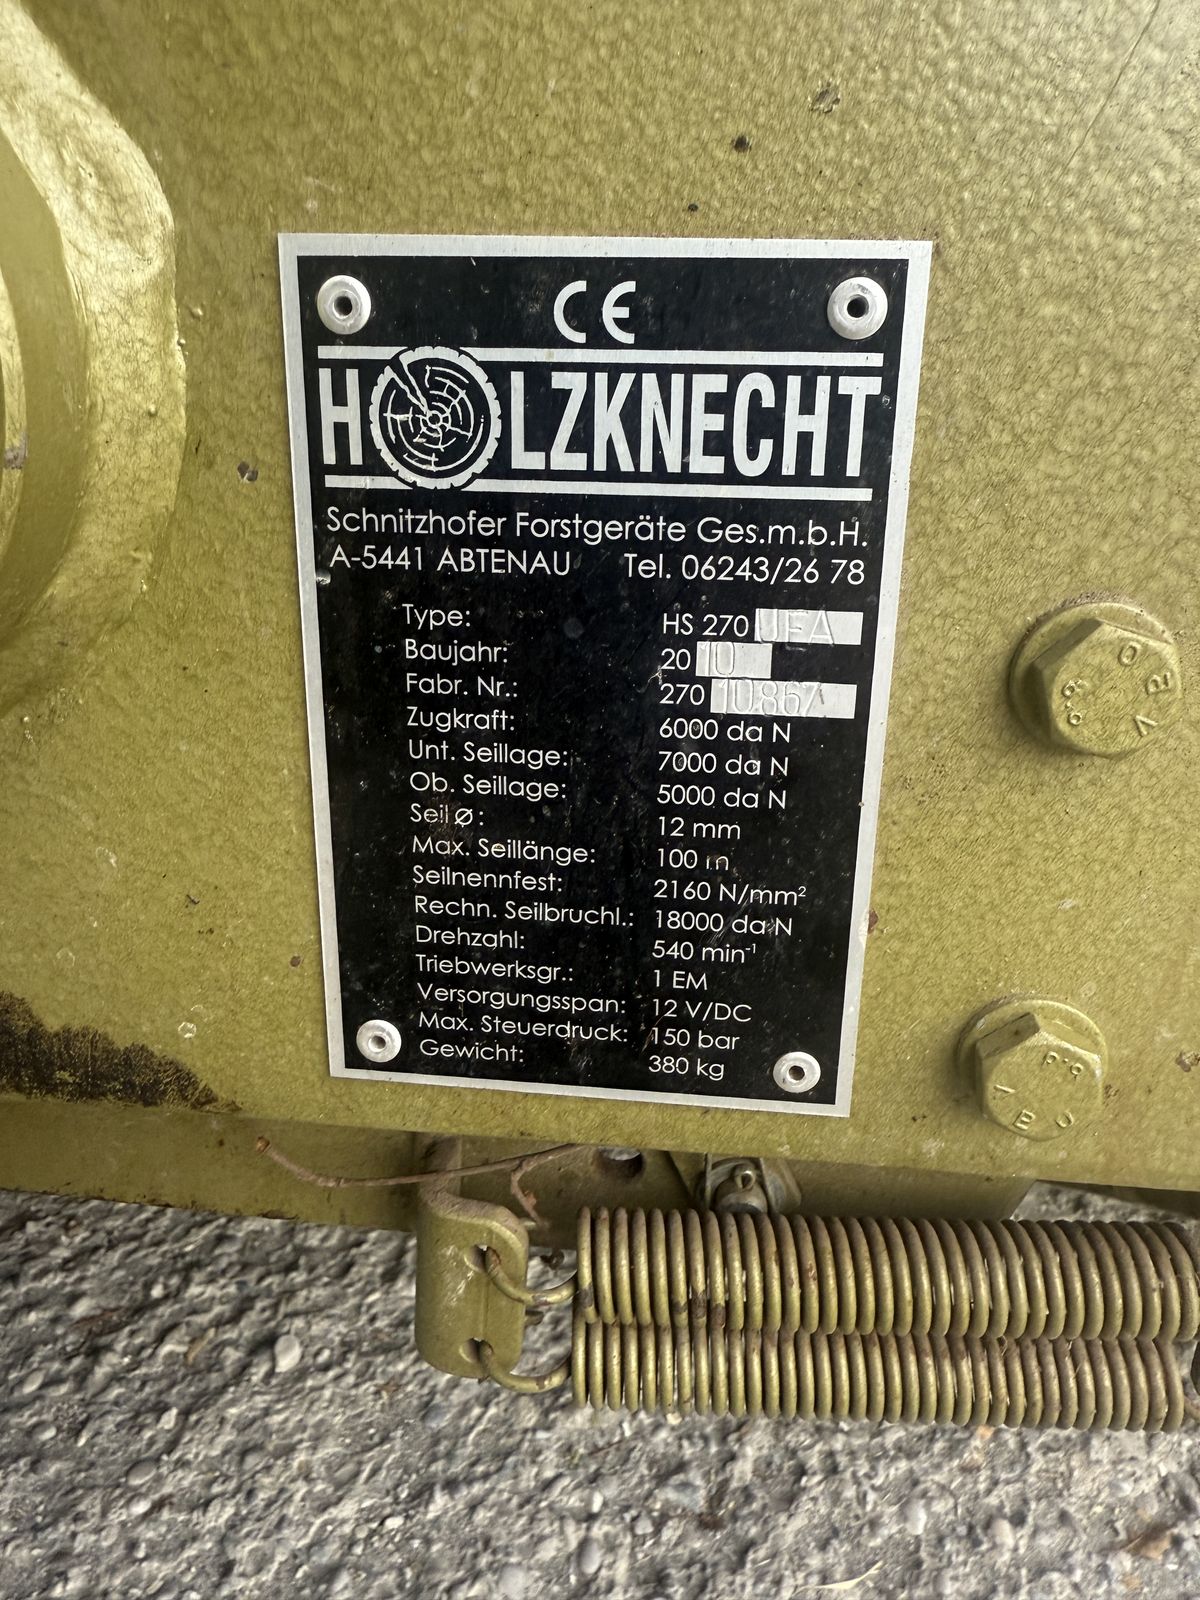 CE
HOLZKNECHT
Schnitzhofer Forstgeräte Ges.m.b.H.
A-5441 ABTENAU Tel. 06243/26 78
Type: HS 270 UEA
Baujahr: 20 10
Fabr. Nr.: 270 10867
Zugkraft: 6000 da N
Unt. Seillage: 7000 da N
Ob. Seillage: 5000 da N
Seil ø: 12 mm
Max. Seillänge: 100 m
Seilnennfest: 2160 N/mm²
Rechn. Seilbruchl.: 18000 da N
Drehzahl: 540 min⁻¹
Triebwerksgr.: 1 EM
Versorgungsspan: 12 V/DC
Max. Steuerdruck: 150 bar
Gewicht: 380 kg